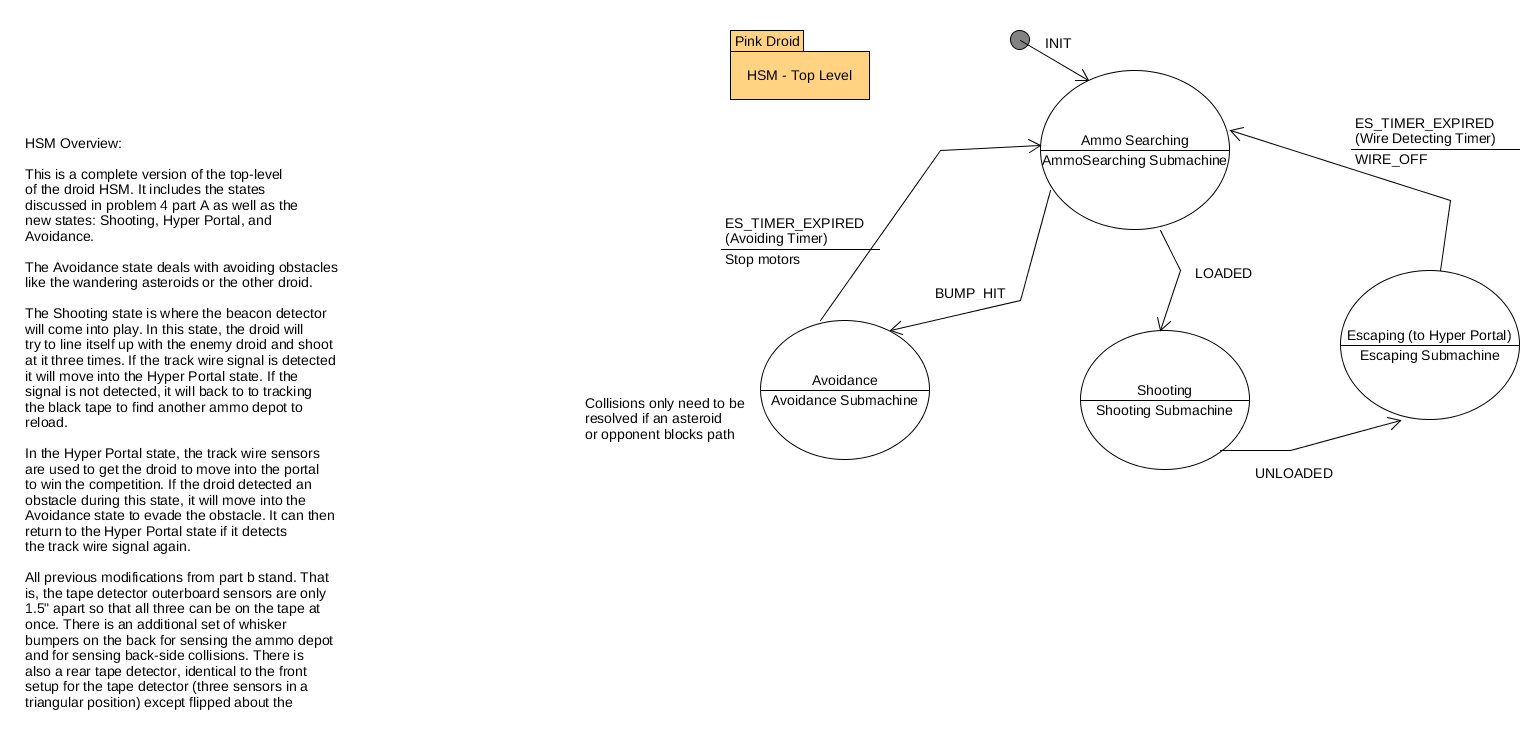 Pink Droid
HSM - Top Level
INIT
HSM Overview:
This is a complete version of the top-level
of the droid HSM. It includes the states
discussed in problem 4 part A as well as the
new states: Shooting, Hyper Portal, and
Avoidance.
The Avoidance state deals with avoiding obstacles
like the wandering asteroids or the other droid.
The Shooting state is where the beacon detector
will come into play. In this state, the droid will
try to line itself up with the enemy droid and shoot
at it three times. If the track wire signal is detected
it will move into the Hyper Portal state. If the
signal is not detected, it will back to to tracking
the black tape to find another ammo depot to
reload.
In the Hyper Portal state, the track wire sensors
are used to get the droid to move into the portal
to win the competition. If the droid detected an
obstacle during this state, it will move into the
Avoidance state to evade the obstacle. It can then
return to the Hyper Portal state if it detects
the track wire signal again.
All previous modifications from part b stand. That
is, the tape detector outerboard sensors are only
1.5" apart so that all three can be on the tape at
once. There is an additional set of whisker
bumpers on the back for sensing the ammo depot
and for sensing back-side collisions. There is
also a rear tape detector, identical to the front
setup for the tape detector (three sensors in a
triangular position) except flipped about the
Ammo Searching
AmmoSearching Submachine
ES_TIMER_EXPIRED
(Wire Detecting Timer)
WIRE_OFF
ES_TIMER_EXPIRED
(Avoiding Timer)
Stop motors
BUMP HIT
LOADED
Escaping (to Hyper Portal)
Escaping Submachine
Avoidance
Avoidance Submachine
Shooting
Shooting Submachine
Collisions only need to be
resolved if an asteroid
or opponent blocks path
UNLOADED